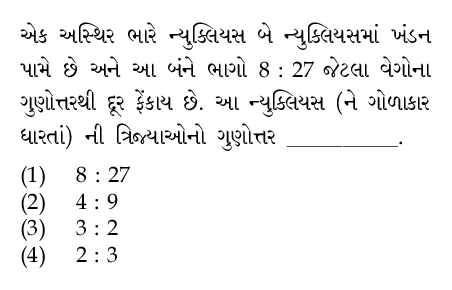 એક અસ્થિર ભારે ન્યુક્લિયસ બે ન્યુક્લિયસમાં ખંડન
પામે છે અને આ બંને ભાગો 8 : 27 જેટલા વેગોના
ગુણોત્તરથી દૂર ફેંકાય છે. આ ન્યુક્લિયસ (ને ગોળાકાર
ધારતાં) ની ત્રિજ્યાઓનો ગુણોત્તર __________.
(1) 8 : 27
(2) 4 : 9
(3) 3 : 2
(4) 2 : 3